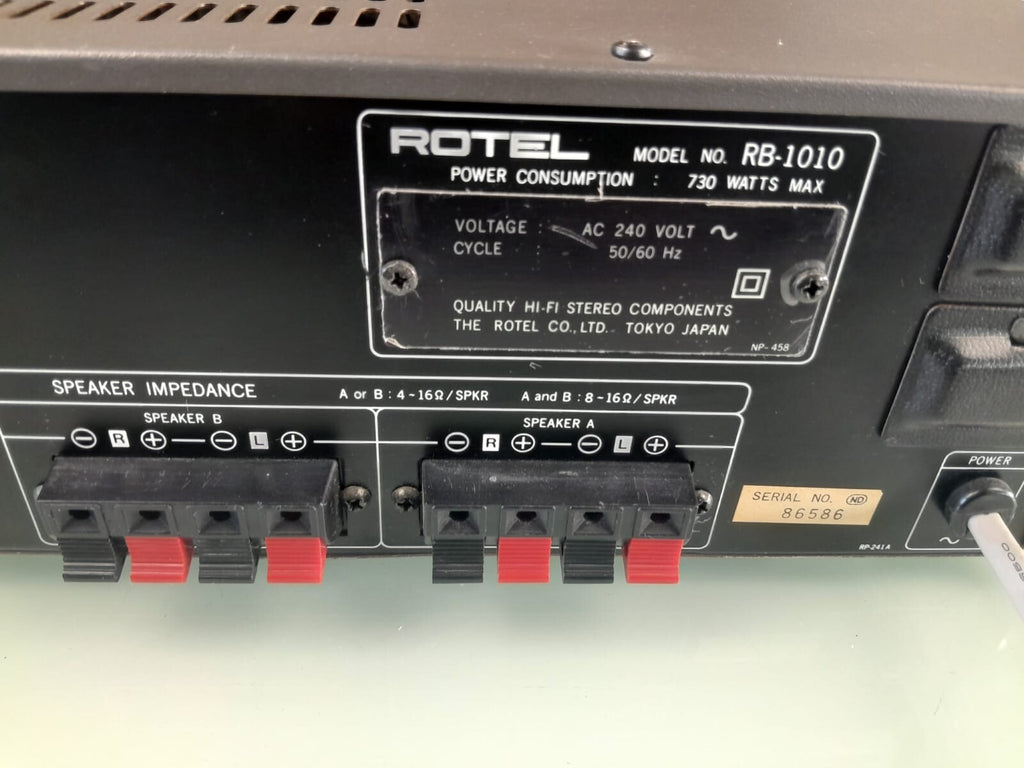 ROTEL MODEL NO. RB-1010
POWER CONSUMPTION : 730 WATTS MAX
VOLTAGE : AC 240 VOLT ~
CYCLE : 50/60 Hz
QUALITY HI-FI STEREO COMPONENTS
THE ROTEL CO., LTD. TOKYO JAPAN
NP-458
SPEAKER IMPEDANCE A or B : 4~16Ω/SPKR A and B : 8~16Ω/SPKR
SPEAKER B
SPEAKER A
− R + − L +
− R + − L +
SERIAL NO. ND
86586
RP-241A
POWER
~